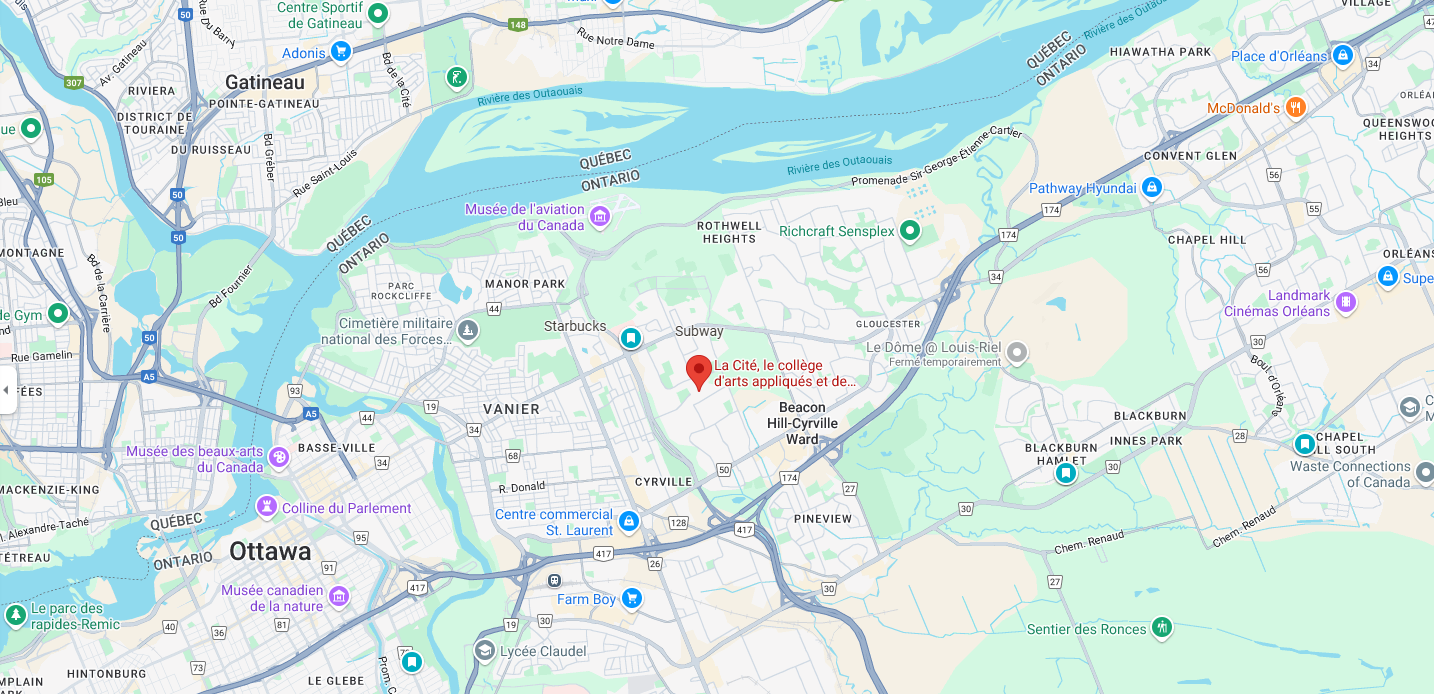 Centre Sportif
de Gatineau
50
148
Rue Notre Dame
Adonis
Av. Gatineau
Rue Du Barry
307
Gatineau
RIVIERA
POINTE-GATINEAU
Bd de la Cité
DISTRICT DE
TOURAINE
DU RUISSEAU
Bd Gréber
Rue Saint-Louis
105
50
50
Rivière des Outaouais
QUÉBEC
ONTARIO
Rivière des Outaouais
Promenade Sir-George-Étienne-Cartier
QUÉBEC
ONTARIO
Rivière des Outaouais
VILLAGE
HIAWATHA PARK
Place d'Orléans
34
McDonald's
QUEENSWOOD
HEIGHTS
CONVENT GLEN
Pathway Hyundai
56
174
55
174
CHAPEL HILL
ORLÉANS
56
34
Landmark
Cinémas Orléans
30
Musée de l'aviation
du Canada
ROTHWELL
HEIGHTS
Richcraft Sensplex
QUÉBEC
ONTARIO
Bd Fournier
Bd de la Carrière
MONTAGNE
de Gym
50
Rue Gamelin
A5
PARC
ROCKCLIFFE
MANOR PARK
44
Cimetière militaire
national des Forces...
Starbucks
Subway
GLOUCESTER
Le Dôme @ Louis-Riel
Fermé temporairement
La Cité, le collège
d'arts appliqués et de...
93
A5
44
19
34
VANIER
Beacon
Hill-Cyrville
Ward
Boul. d'Orléans
BLACKBURN
INNES PARK
28
CHAPEL
HILL SOUTH
BLACKBURN
HAMLET
30
Waste Connections
of Canada
Musée des beaux-arts
du Canada
BASSE-VILLE
34
68
R. Donald
CYRVILLE
50
174
27
MACKENZIE-KING
Colline du Parlement
Centre commercial
St. Laurent
128
417
PINEVIEW
30
Chem. Renaud
Chem. Renaud
Alexandre-Taché
QUÉBEC
ONTARIO
Ottawa
95
91
417
417
26
27
30
Musée canadien
de la nature
Farm Boy
Le parc des
rapides-Remic
40
36
81
19
30
Sentier des Ronces
Lycée Claudel
HINTONBURG
23
LE GLEBE
Prom.
PARK